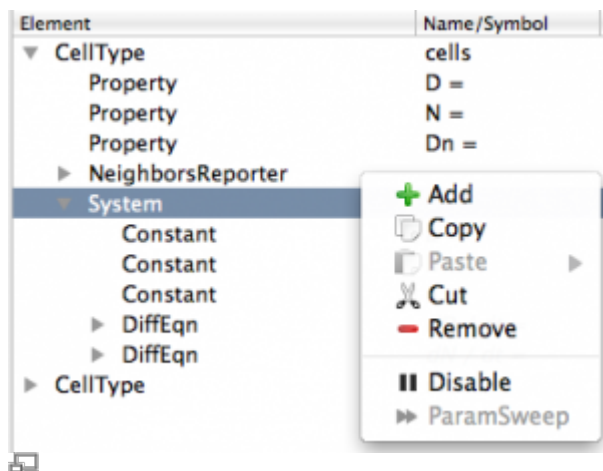 Element Name/Symbol
CellType cells
Property D =
Property N =
Property Dn =
NeighborsReporter
System
Constant
Constant
Constant
DiffEqn
DiffEqn
CellType
Add
Copy
Paste
Cut
Remove
Disable
ParamSweep